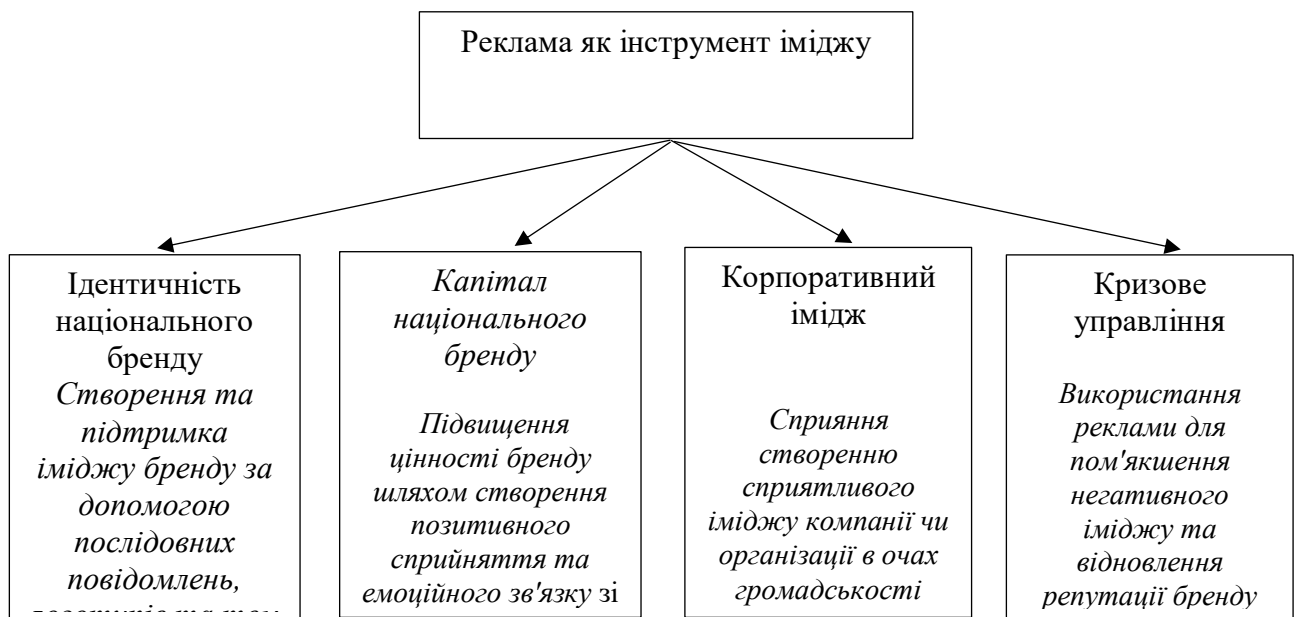 Реклама як інструмент іміджу
Ідентичність
національного
бренду
Створення та
підтримка
іміджу бренду за
допомогою
послідовних
повідомлень,
Капітал
національного
бренду
Підвищення
цінності бренду
шляхом створення
позитивного
сприйняття та
емоційного зв'язку зі
Корпоративний
імідж
Сприяння
створенню
сприятливого
іміджу компанії чи
організації в очах
громадськості
Кризове
управління
Використання
реклами для
пом'якшення
негативного
іміджу та
відновлення
репутації бренду